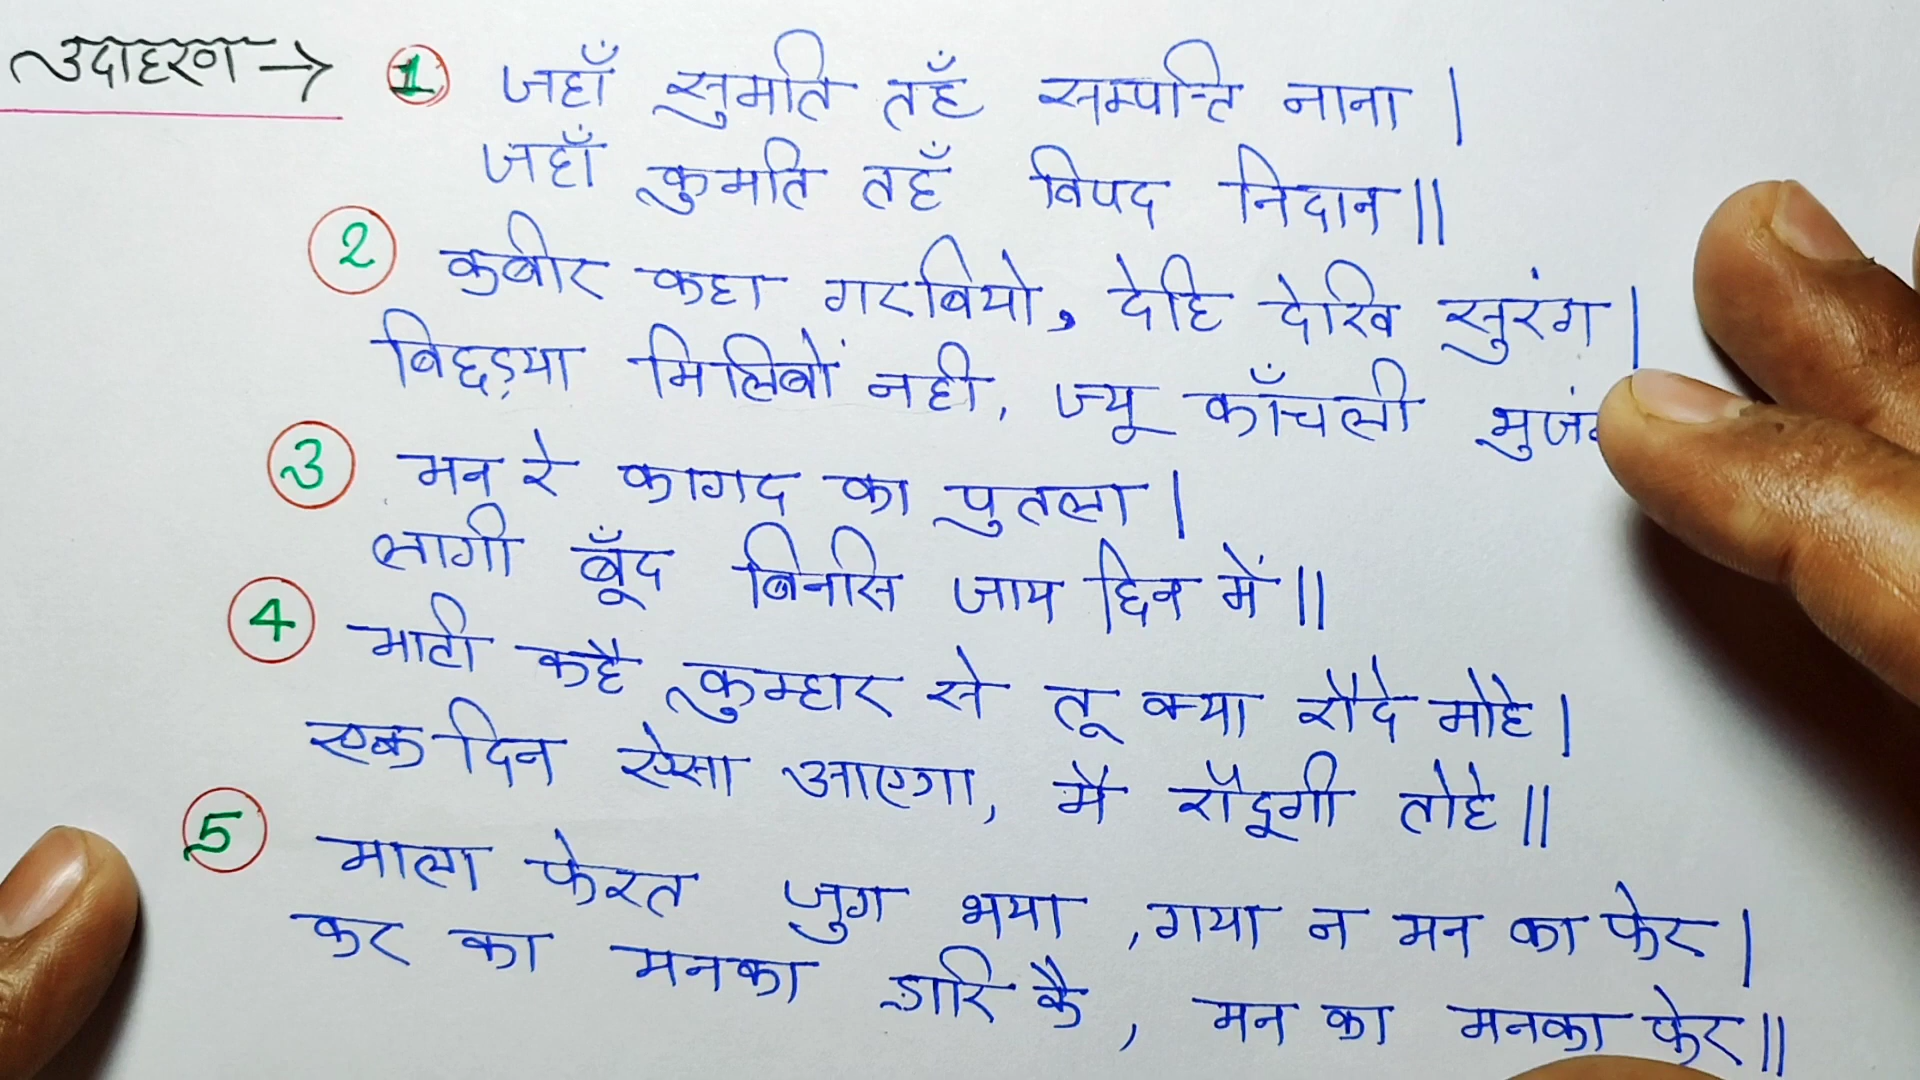 उदाहरण → 1 जहाँ सुमति तहँ सम्पत्ति नाना |
जहाँ कुमति तहँ विपद निदान ||
2 कबीर कहा गरबियो, देहि देखि सुरंग |
बिछड़्या मिलिबों नही, ज्यू काँचली
3 मन रे कागद का पुतला |
लागी बूँद बिनसि जाय छिन में ||
4 माटी कहै कुम्हार से तू क्या रौदे मोहे |
एक दिन ऐसा आएगा, मै रौंदूगी तोहे ||
5 माला फेरत जुग भया , गया न मन का फेर |
कर का मनका डारि कै , मन का मनका फेर ||